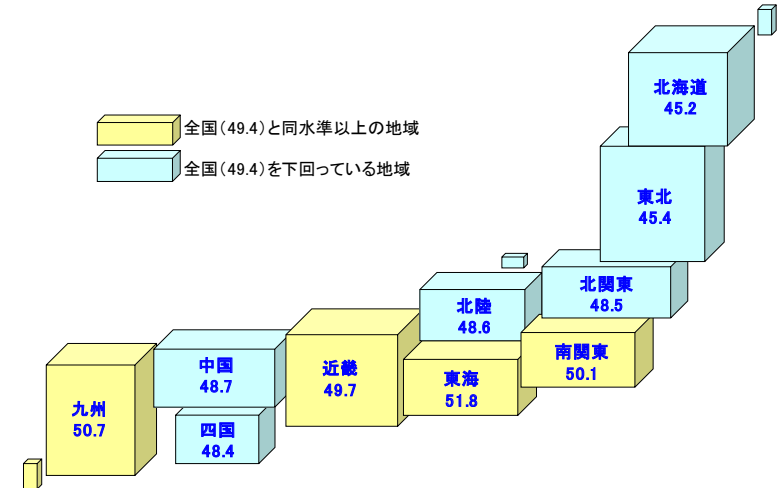 北海道
45.2
全国(49.4)と同水準以上の地域
全国(49.4)を下回っている地域
東北
45.4
北関東
48.5
北陸
48.6
南関東
50.1
中国
48.7
近畿
49.7
東海
51.8
九州
50.7
四国
48.4